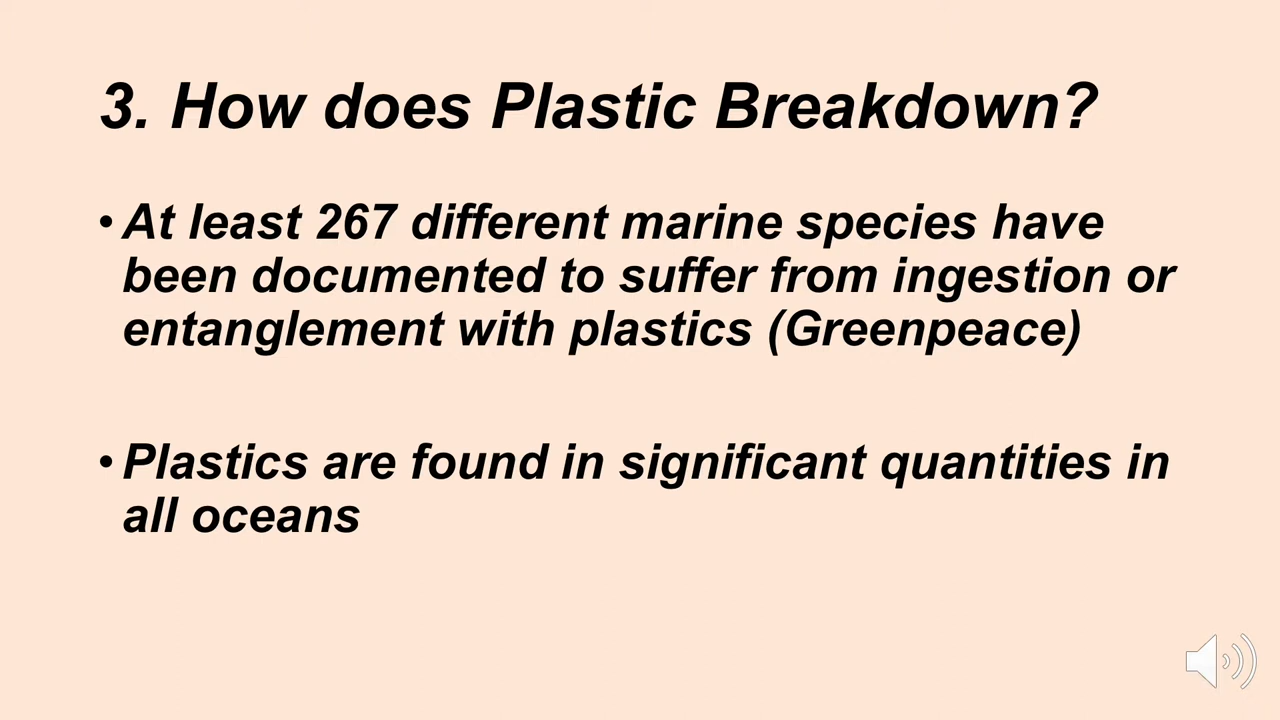 3. How does Plastic Breakdown?
• At least 267 different marine species have
been documented to suffer from ingestion or
entanglement with plastics (Greenpeace)
• Plastics are found in significant quantities in
all oceans